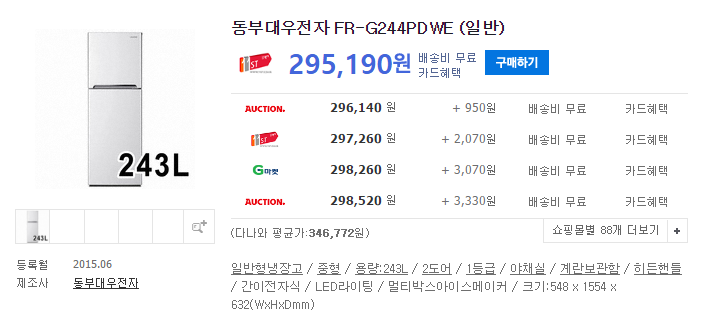 동부대우전자 FR-G244PDWE (일반)
11ST 295,190원 배송비 무료 카드혜택 구매하기
AUCTION. 296,140 원 + 950원 배송비 무료 카드혜택
11ST 297,260 원 + 2,070원 배송비 무료 카드혜택
G마켓 298,260 원 + 3,070원 배송비 무료 카드혜택
AUCTION. 298,520 원 + 3,330원 배송비 무료 카드혜택
243L
243L
(다나와 평균가:346,772원) 쇼핑몰별 88개 더보기 +
등록월 2015.06
제조사 동부대우전자
일반형냉장고 / 중형 / 용량:243L / 2도어 / 1등급 / 야채실 / 계란보관함 / 히든핸들
/ 간이전자식 / LED라이팅 / 멀티박스아이스메이커 / 크기:548 x 1554 x
632(WxHxDmm)